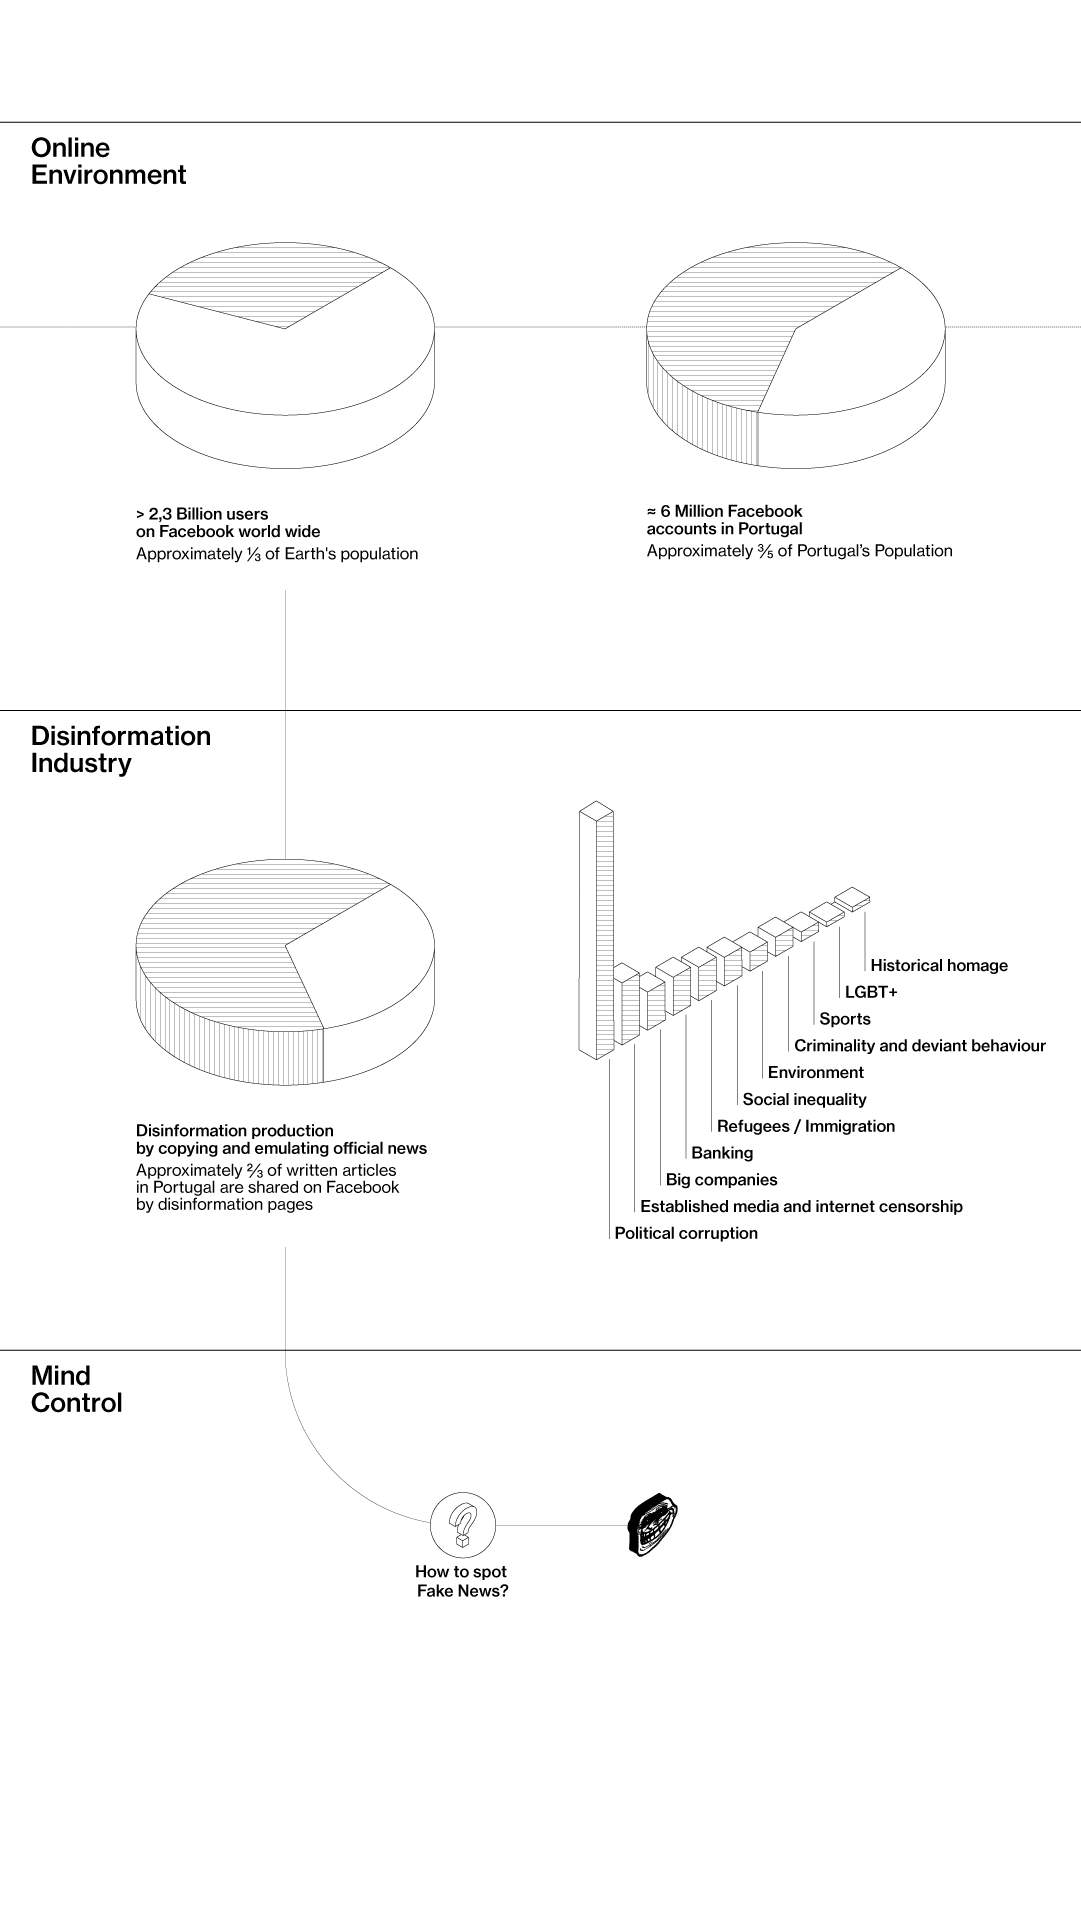 Online
Environment
> 2,3 Billion users
on Facebook world wide
Approximately ⅓ of Earth's population
≈ 6 Million Facebook
accounts in Portugal
Approximately ⅗ of Portugal’s Population
Disinformation
Industry
Disinformation production
by copying and emulating official news
Approximately ⅔ of written articles
in Portugal are shared on Facebook
by disinformation pages
Historical homage
LGBT+
Sports
Criminality and deviant behaviour
Environment
Social inequality
Refugees / Immigration
Banking
Big companies
Established media and internet censorship
Political corruption
Mind
Control
How to spot
Fake News?